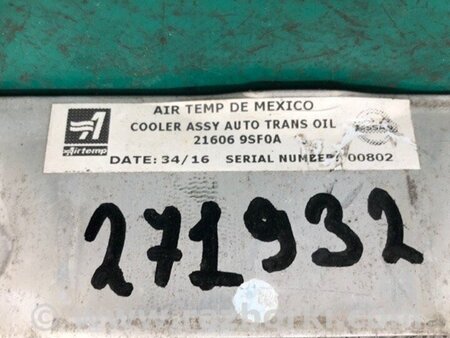 AIR TEMP DE MEXICO
COOLER ASSY AUTO TRANS OIL
21606 9SF0A
Airtemp
NISSAN
DATE: 34/16 SERIAL NUMBER: 00802
271932